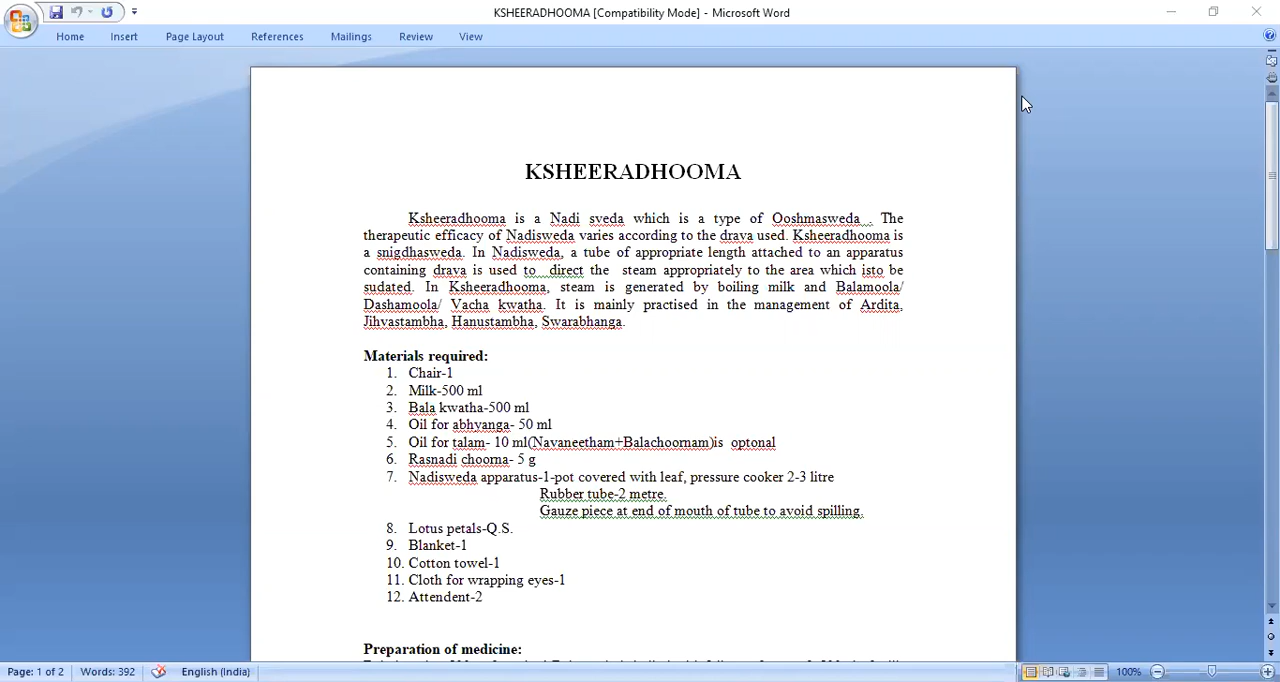 KSHEERADHOOMA [Compatibility Mode] - Microsoft Word
Home Insert Page Layout References Mailings Review View
KSHEERADHOOMA
Ksheeradhooma is a Nadi sveda which is a type of Ooshmasweda . The
therapeutic efficacy of Nadisweda varies according to the drava used. Ksheeradhooma is
a snigdhasweda. In Nadisweda, a tube of appropriate length attached to an apparatus
containing drava is used to direct the steam appropriately to the area which isto be
sudated. In Ksheeradhooma, steam is generated by boiling milk and Balamoola/
Dashamoola/ Vacha kwatha. It is mainly practised in the management of Ardita,
Jihvastambha, Hanustambha, Swarabhanga.
Materials required:
1. Chair-1
2. Milk-500 ml
3. Bala kwatha-500 ml
4. Oil for abhyanga- 50 ml
5. Oil for talam- 10 ml(Navaneetham+Balachoornam)is optonal
6. Rasnadi choorna- 5 g
7. Nadisweda apparatus-1-pot covered with leaf, pressure cooker 2-3 litre
Rubber tube-2 metre.
Gauze piece at end of mouth of tube to avoid spilling.
8. Lotus petals-Q.S.
9. Blanket-1
10. Cotton towel-1
11. Cloth for wrapping eyes-1
12. Attendent-2
Preparation of medicine:
Page: 1 of 2 Words: 392 English (India) 100%